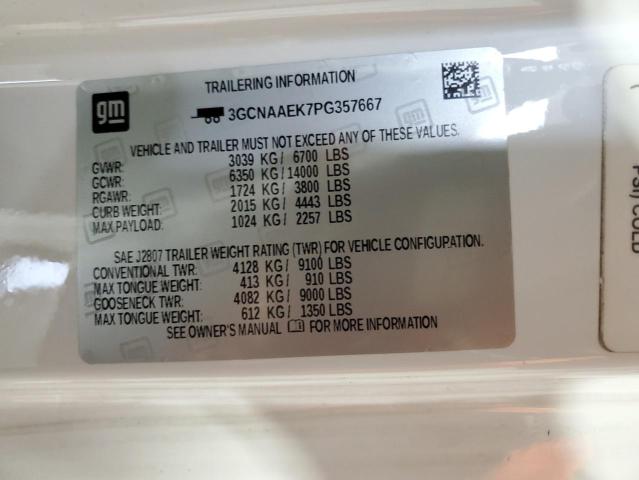 gm
TRAILERING INFORMATION
3GCNAAEK7PG357667
VEHICLE AND TRAILER MUST NOT EXCEED ANY OF THESE VALUES.
GVWR: 3039 KG/ 6700 LBS
GCWR: 6350 KG/14000 LBS
RGAWR: 1724 KG/ 3800 LBS
CURB WEIGHT: 2015 KG/ 4443 LBS
MAX PAYLOAD: 1024 KG/ 2257 LBS
SAE J2807 TRAILER WEIGHT RATING (TWR) FOR VEHICLE CONFIGURATION.
CONVENTIONAL TWR: 4128 KG/ 9100 LBS
MAX TONGUE WEIGHT: 413 KG/ 910 LBS
GOOSENECK TWR: 4082 KG/ 9000 LBS
MAX TONGUE WEIGHT: 612 KG/ 1350 LBS
SEE OWNER'S MANUAL FOR MORE INFORMATION
PSI/ COLD